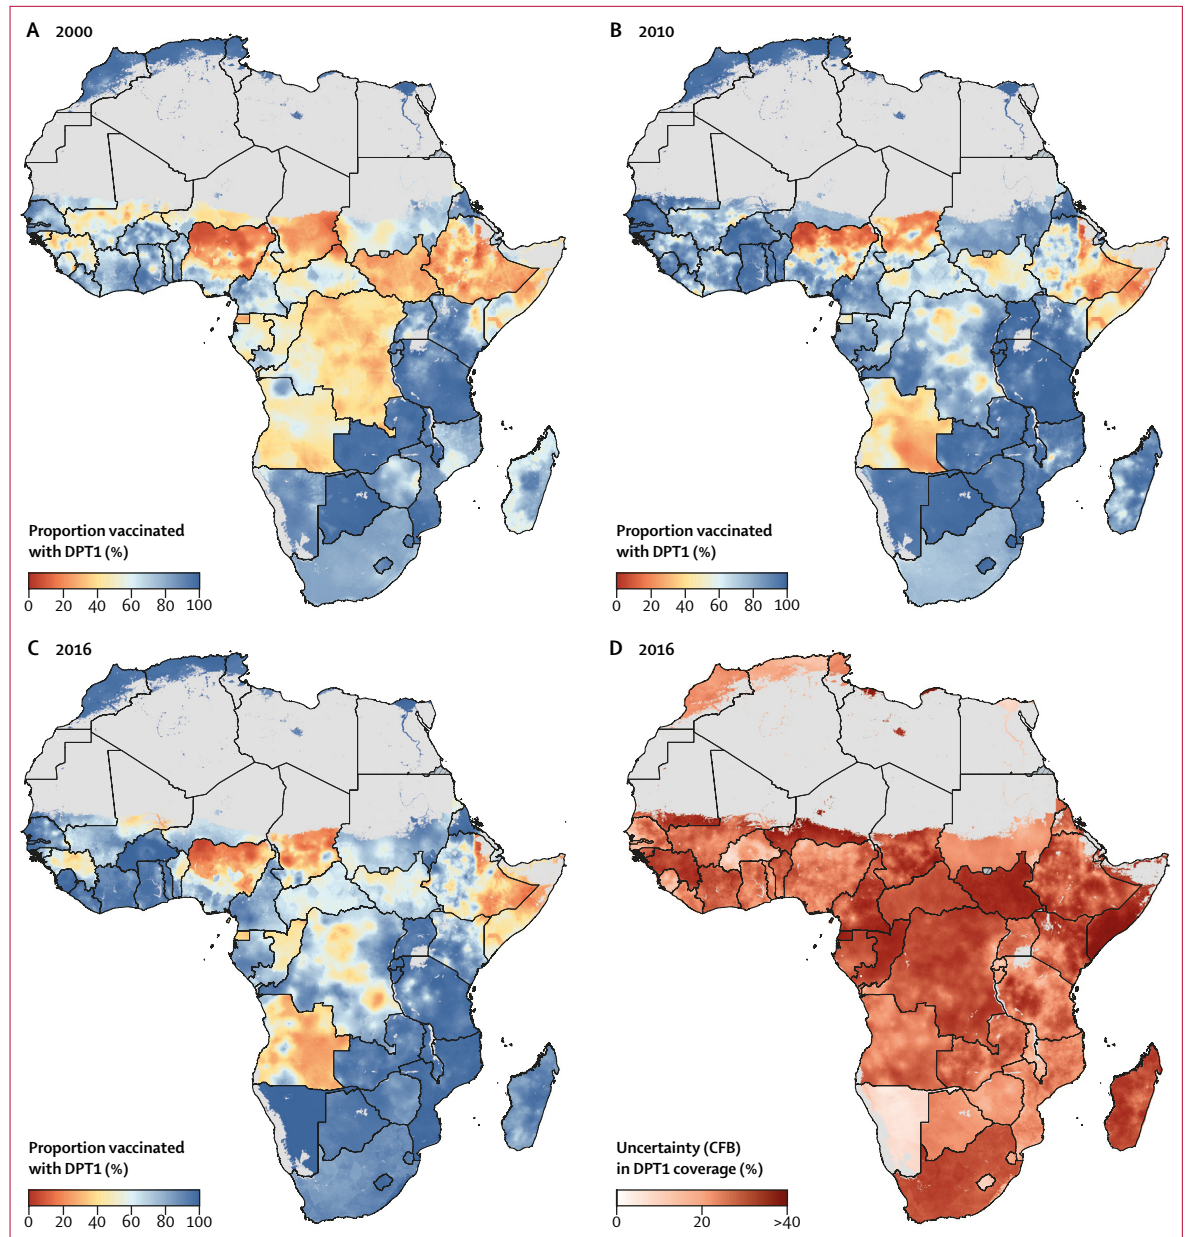 A 2000
B 2010
Proportion vaccinated
with DPT1 (%)
0 20 40 60 80 100
Proportion vaccinated
with DPT1 (%)
0 20 40 60 80 100
C 2016
D 2016
Proportion vaccinated
with DPT1 (%)
0 20 40 60 80 100
Uncertainty (CFB)
in DPT1 coverage (%)
0 20 >40